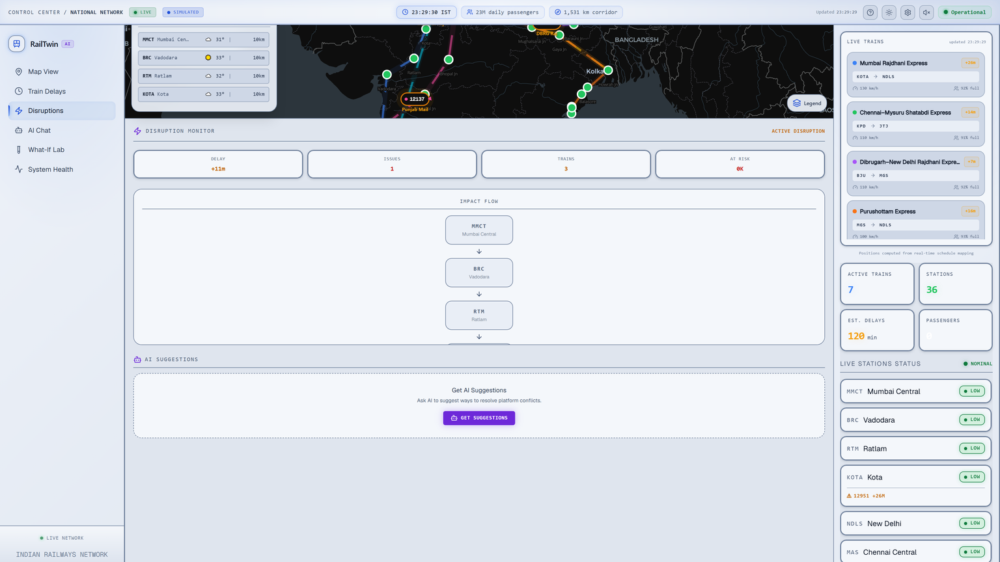 CONTROL CENTER / NATIONAL NETWORK
LIVE
SIMULATED
23:29:30 IST
23M daily passengers
1,531 km corridor
Updated 23:29:29
Operational
RailTwin AI
Map View
Train Delays
Disruptions
AI Chat
What-If Lab
System Health
LIVE NETWORK
INDIAN RAILWAYS NETWORK
MMCT Mumbai Cen… 31° | 10km
BRC Vadodara 33° | 10km
RTM Ratlam 32° | 10km
KOTA Kota 33° | 10km
Kota
Ratlam
Bhopal Jn
Vadodara
12137
Punjab Mail
Mughalsarai Jn
Barauni Jn
Gaya Jn
BANGLADESH
Kolka
Howrah Jn
Balasore
Legend
DISRUPTION MONITOR
ACTIVE DISRUPTION
DELAY
+11m
ISSUES
1
TRAINS
3
AT RISK
0K
IMPACT FLOW
MMCT
Mumbai Central
↓
BRC
Vadodara
↓
RTM
Ratlam
↓
AI SUGGESTIONS
Get AI Suggestions
Ask AI to suggest ways to resolve platform conflicts.
GET SUGGESTIONS
LIVE TRAINS
updated 23:29:29
Mumbai Rajdhani Express +26m
KOTA → NDLS
130 km/h 92% full
Chennai–Mysuru Shatabdi Express +14m
KPD → JTJ
110 km/h 91% full
Dibrugarh–New Delhi Rajdhani Expre… +7m
BJU → MGS
110 km/h 92% full
Purushottam Express +16m
MGS → NDLS
100 km/h 93% full
Positions computed from real-time schedule mapping
ACTIVE TRAINS
7
STATIONS
36
EST. DELAYS
120 min
PASSENGERS
0
LIVE STATIONS STATUS
NOMINAL
MMCT Mumbai Central LOW
BRC Vadodara LOW
RTM Ratlam LOW
KOTA Kota LOW
12951 +26M
NDLS New Delhi LOW
MAS Chennai Central LOW